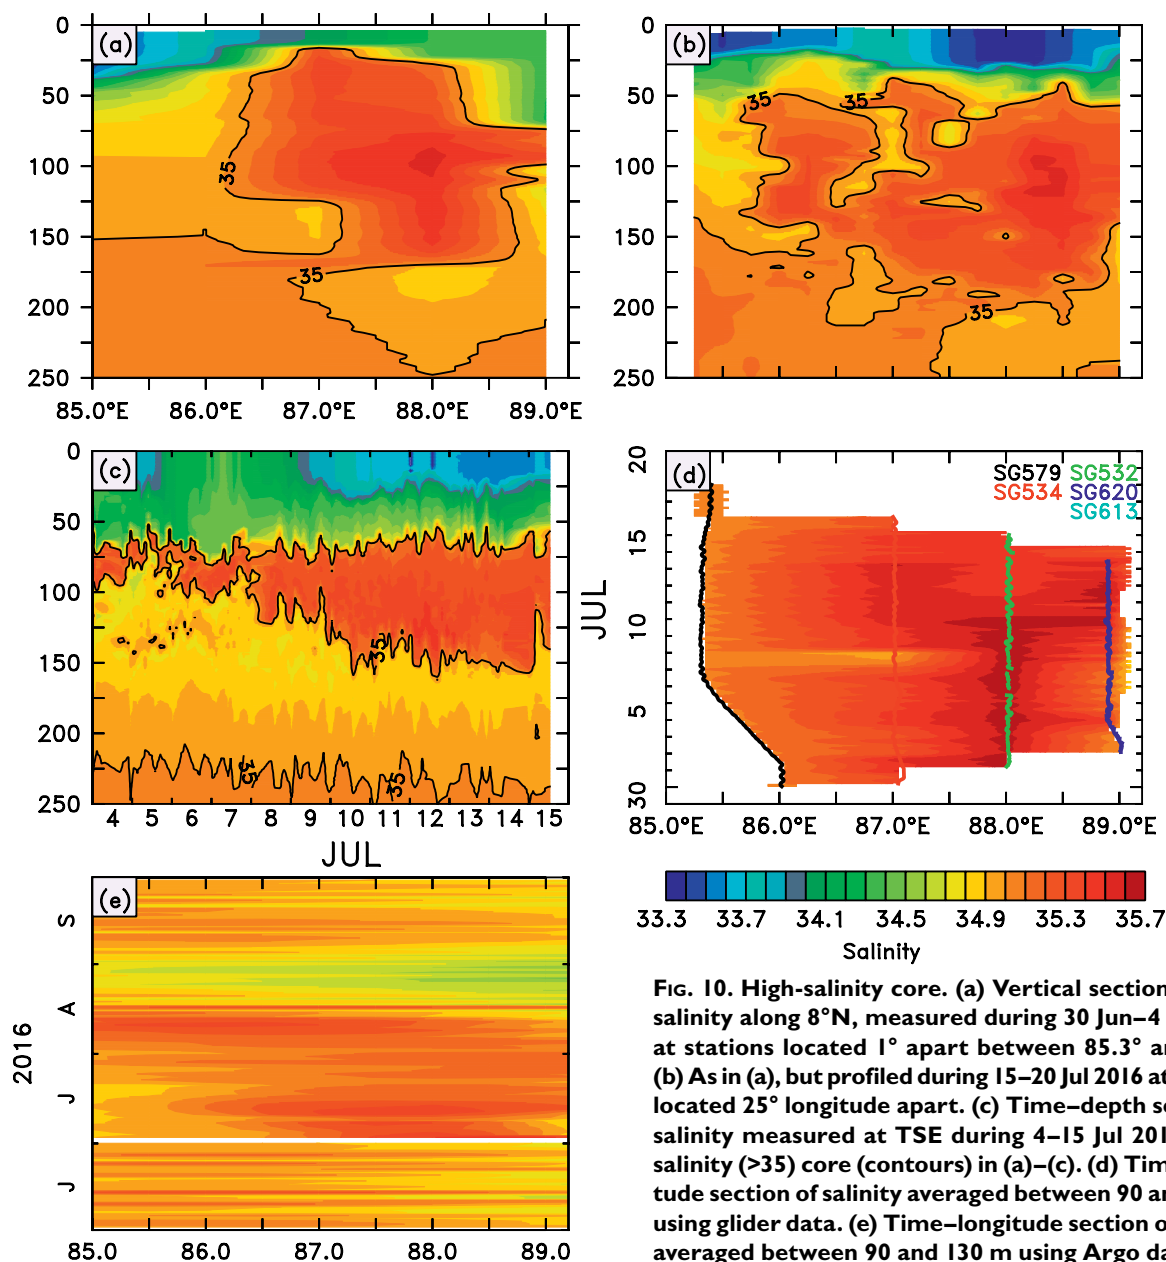 (a)
0
50
100
150
200
250
35
35
85.0°E 86.0°E 87.0°E 88.0°E 89.0°E
(b)
0
50
100
150
200
250
35
35
35
(c)
0
50
100
150
200
250
35
35
35
4 5 6 7 8 9 10 11 12 13 14 15
JUL
(d)
SG579 SG532
SG534 SG620
SG613
20
15
10
5
30
JUL
85.0°E 86.0°E 87.0°E 88.0°E 89.0°E
(e)
S
A
J
J
2016
85.0 86.0 87.0 88.0 89.0
33.3 33.7 34.1 34.5 34.9 35.3 35.7
Salinity
FIG. 10. High-salinity core. (a) Vertical section
salinity along 8°N, measured during 30 Jun–4
at stations located 1° apart between 85.3° a
(b) As in (a), but profiled during 15–20 Jul 2016 at
located 25° longitude apart. (c) Time–depth se
salinity measured at TSE during 4–15 Jul 201
salinity (>35) core (contours) in (a)–(c). (d) Tim
tude section of salinity averaged between 90 a
using glider data. (e) Time–longitude section o
averaged between 90 and 130 m using Argo da